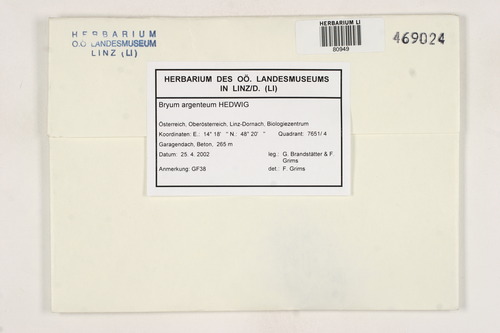 HERBARIUM
O.Ö LANDESMUSEUM
LINZ (LI)
HERBARIUM LI
80949
469024
HERBARIUM DES OÖ. LANDESMUSEUMS
IN LINZ/D. (LI)
Bryum argenteum HEDWIG
Österreich, Oberösterreich, Linz-Dornach, Biologiezentrum
Koordinaten: E.: 14° 18' " N.: 48° 20' " Quadrant: 7651/ 4
Garagendach, Beton, 265 m
Datum: 25. 4. 2002 leg.: G. Brandstätter & F. Grims
Anmerkung: GF38 det.: F. Grims